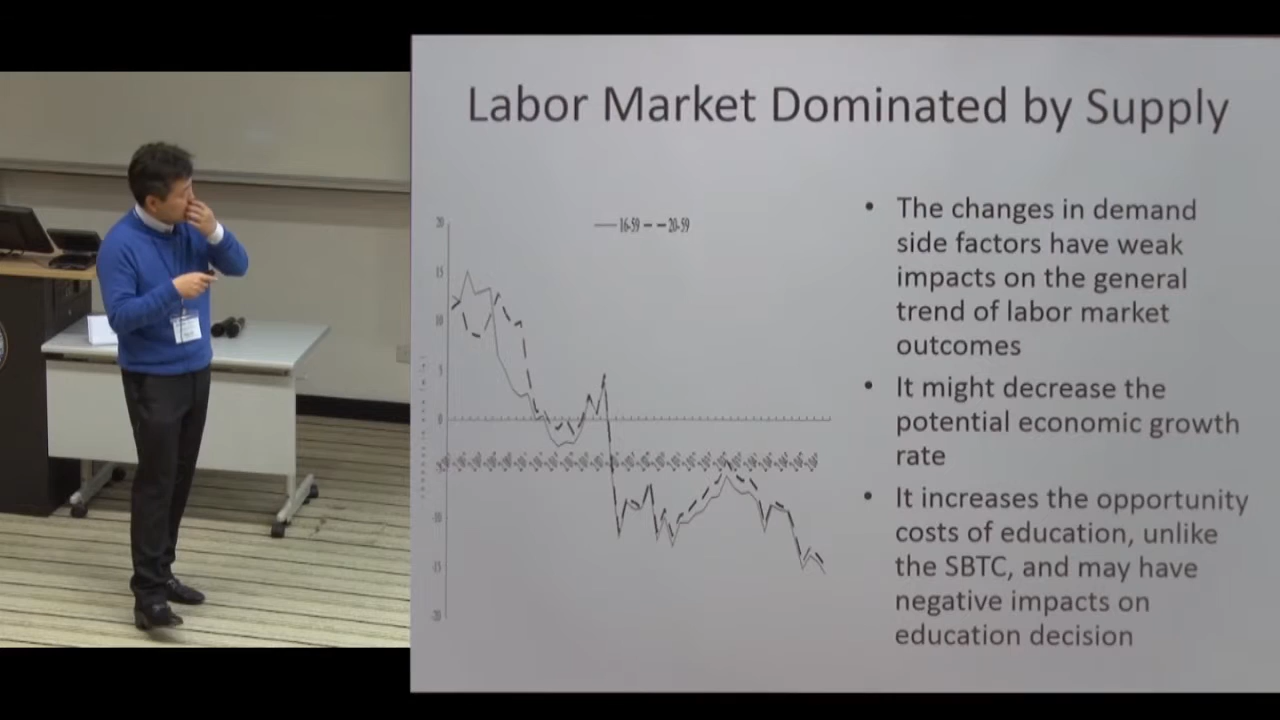 Labor Market Dominated by Supply
16-59 20-59
20
15
10
5
0
-10
-15
-20
• The changes in demand
side factors have weak
impacts on the general
trend of labor market
outcomes
• It might decrease the
potential economic growth
rate
• It increases the opportunity
costs of education, unlike
the SBTC, and may have
negative impacts on
education decision